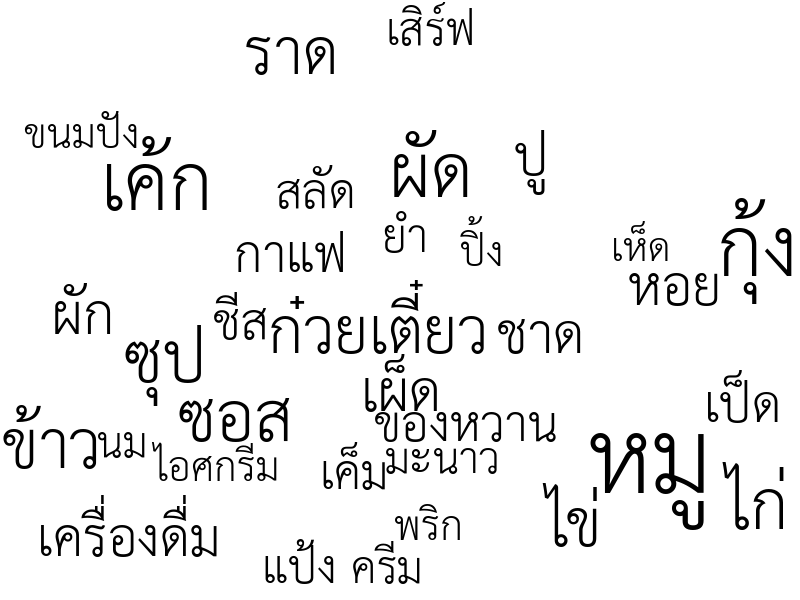 เสิร์ฟ
ราด
ขนมปัง
เค้ก
ผัด
ปู
สลัด
ยำ
กุ้ง
กาแฟ
ปิ้ง
เห็ด
หอย
ผัก
ชีส
ก๋วยเตี๋ยว
ชาด
ซุป
เผ็ด
เป็ด
ซอส
ของหวาน
ข้าว
นม
ไอศกรีม
เค็ม
มะนาว
หมู
ไก่
ไข่
พริก
เครื่องดื่ม
แป้ง
ครีม